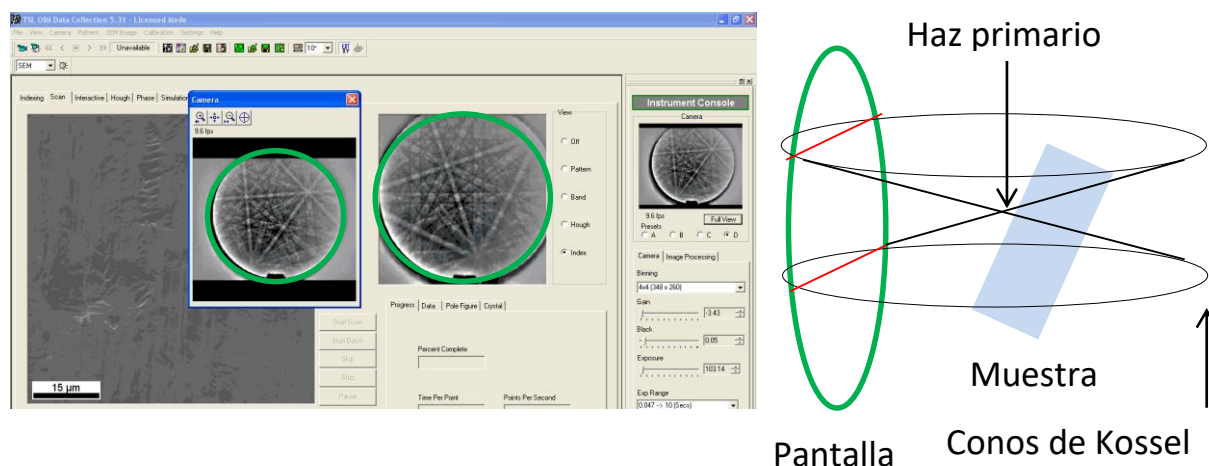 TSL OIM Data Collection 5.31 - Licensed Mode
File View Camera Pattern SEM Image Calibration Settings Help
Unavailable
10°
SEM
Indexing Scan Interactive Hough Phase Simulation
Camera
9.6 fps
15 µm
View
Off
Pattern
Band
Hough
Index
Progress Data Pole Figure Crystal
Start Scan
Start Batch
Skip
Stop
Pause
Percent Complete
Time Per Point Points Per Second
Instrument Console
Camera
9.6 fps
Full View
Presets
A B C D
Camera Image Processing
Binning
4x4 (348 x 260)
Gain
-3.43
Black
0.05
Exposure
103.14
Exp Range
0.047 -> 10 (Secs)
Haz primario
Muestra
Pantalla
Conos de Kossel